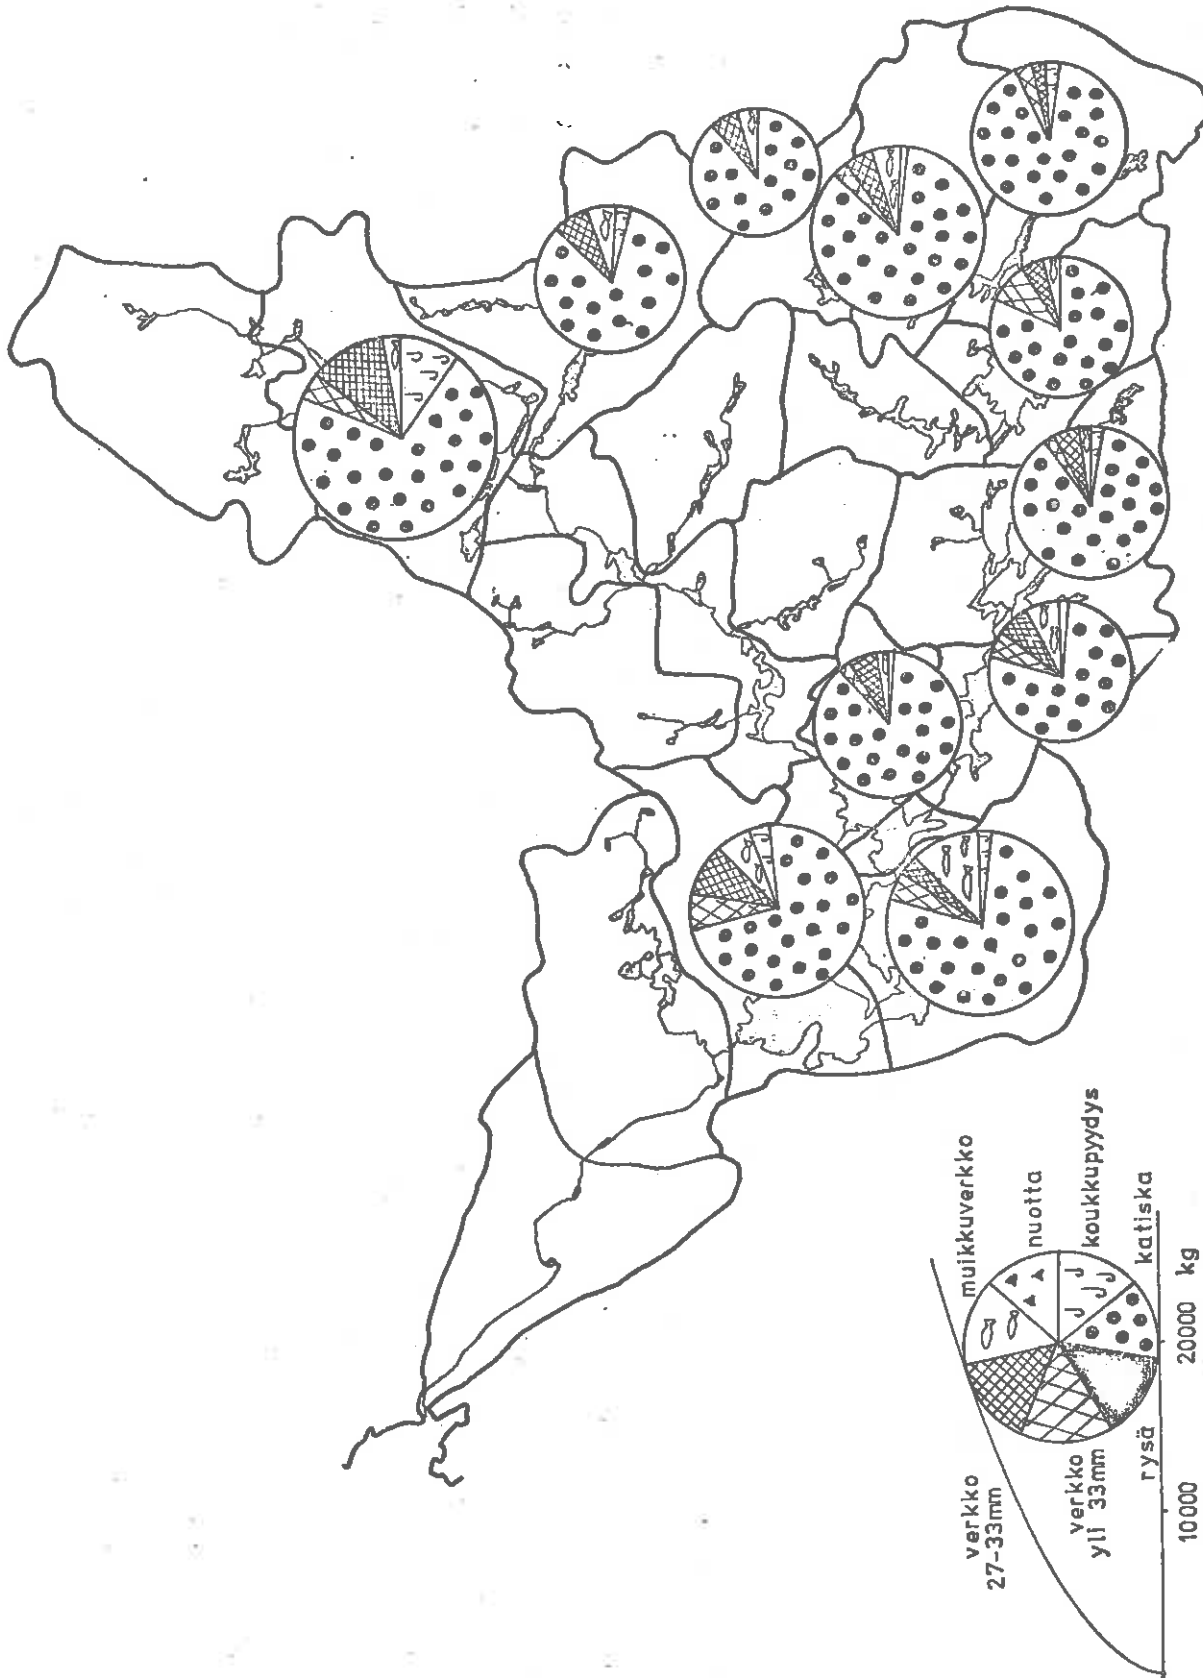 verkko
27-33mm
verkko
yli 33mm
rysä
muikkuverkko
nuotta
koukkupyydys
katiska
10000
20000
kg